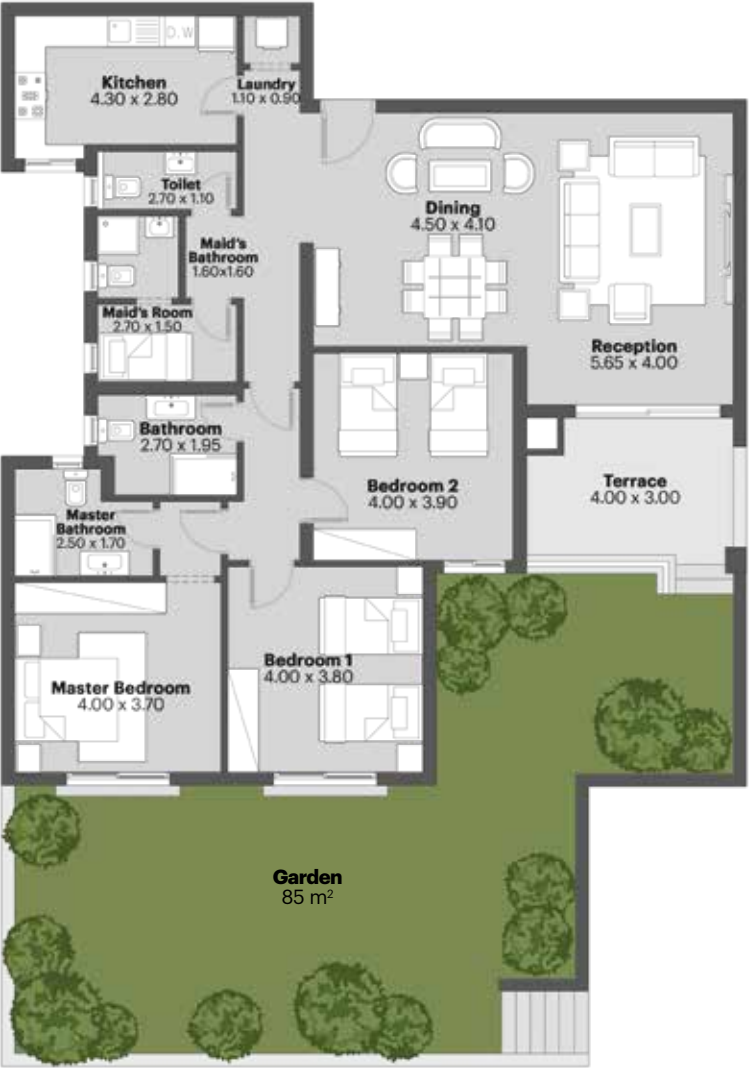 D.W
Kitchen
4.30 x 2.80
Laundry
1.10 x 0.90
Toilet
2.70 x 1.10
Dining
4.50 x 4.10
Maid's
Bathroom
1.60x1.60
Maid's Room
2.70 x 1.50
Reception
5.65 x 4.00
Bathroom
2.70 x 1.95
Bedroom 2
4.00 x 3.90
Terrace
4.00 x 3.00
Master
Bathroom
2.50 x 1.70
Bedroom 1
4.00 x 3.80
Master Bedroom
4.00 x 3.70
Garden
85 m²